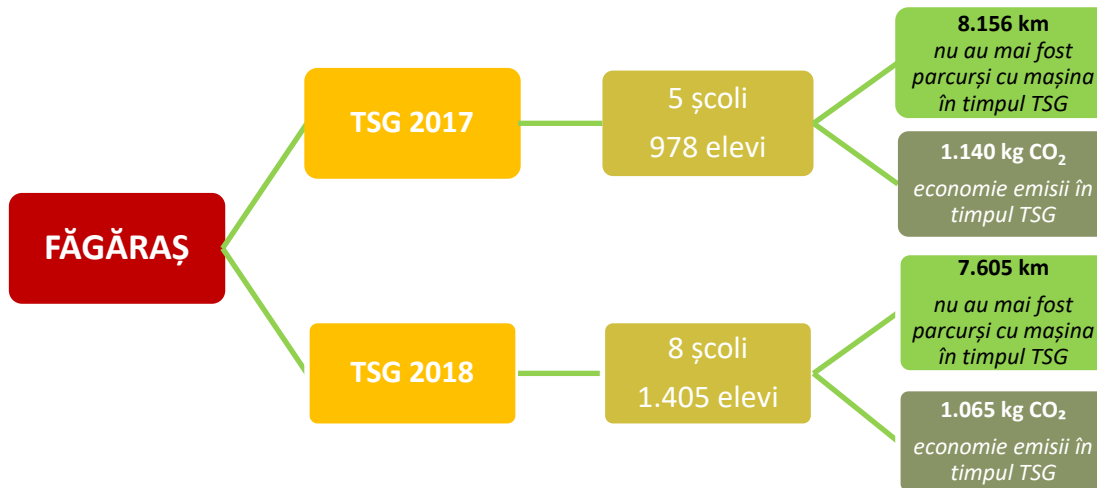 FĂGĂRAȘ
TSG 2017
5 școli
978 elevi
8.156 km
nu au mai fost
parcurși cu mașina
în timpul TSG
1.140 kg CO₂
economie emisii în
timpul TSG
TSG 2018
8 școli
1.405 elevi
7.605 km
nu au mai fost
parcurși cu mașina
în timpul TSG
1.065 kg CO₂
economie emisii în
timpul TSG